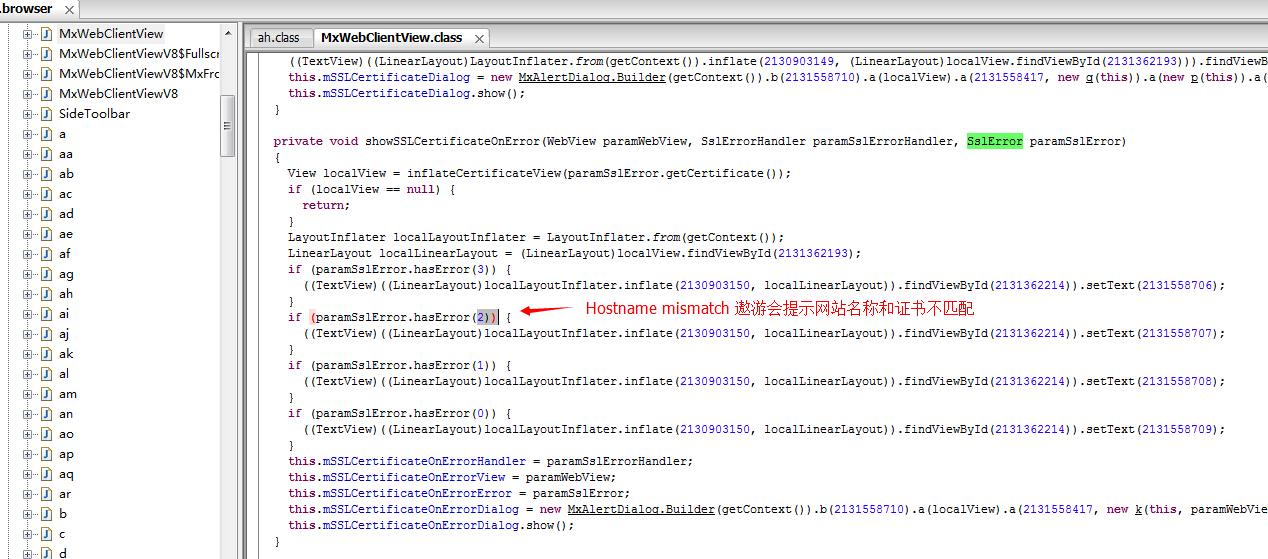 .browser ×
MxWebClientView
MxWebClientViewV8$Fullscr
MxWebClientViewV8$MxFro
MxWebClientViewV8
SideToolbar
a
aa
ab
ac
ad
ae
af
ag
ah
ai
aj
ak
al
am
an
ao
ap
aq
ar
b
c
d
ah.class MxWebClientView.class ×
((TextView)((LinearLayout)LayoutInflater.from(getContext()).inflate(2130903149, (LinearLayout)localView.findViewById(2131362193))).findViewB
this.mSSLCertificateDialog = new MxAlertDialog.Builder(getContext()).b(2131558710).a(localView).a(2131558417, new q(this)).a(new p(this)).a(
this.mSSLCertificateDialog.show();
}
private void showSSLCertificateOnError(WebView paramWebView, SslErrorHandler paramSslErrorHandler, SslError paramSslError)
{
View localView = inflateCertificateView(paramSslError.getCertificate());
if (localView == null) {
return;
}
LayoutInflater localLayoutInflater = LayoutInflater.from(getContext());
LinearLayout localLinearLayout = (LinearLayout)localView.findViewById(2131362193);
if (paramSslError.hasError(3)) {
((TextView)((LinearLayout)localLayoutInflater.inflate(2130903150, localLinearLayout)).findViewById(2131362214)).setText(2131558706);
}
if (paramSslError.hasError(2)) { Hostname mismatch 遨游会提示网站名称和证书不匹配
((TextView)((LinearLayout)localLayoutInflater.inflate(2130903150, localLinearLayout)).findViewById(2131362214)).setText(2131558707);
}
if (paramSslError.hasError(1)) {
((TextView)((LinearLayout)localLayoutInflater.inflate(2130903150, localLinearLayout)).findViewById(2131362214)).setText(2131558708);
}
if (paramSslError.hasError(0)) {
((TextView)((LinearLayout)localLayoutInflater.inflate(2130903150, localLinearLayout)).findViewById(2131362214)).setText(2131558709);
}
this.mSSLCertificateOnErrorHandler = paramSslErrorHandler;
this.mSSLCertificateOnErrorView = paramWebView;
this.mSSLCertificateOnErrorError = paramSslError;
this.mSSLCertificateOnErrorDialog = new MxAlertDialog.Builder(getContext()).b(2131558710).a(localView).a(2131558417, new k(this, paramWebVie
this.mSSLCertificateOnErrorDialog.show();
}